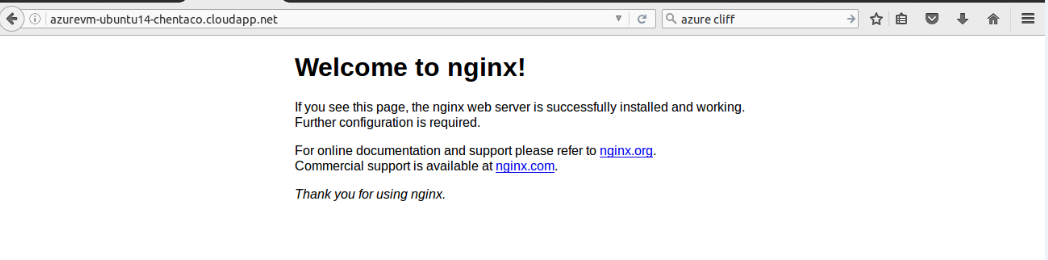 azurevm-ubuntu14-chentaco.cloudapp.net
azure cliff
Welcome to nginx!
If you see this page, the nginx web server is successfully installed and working.
Further configuration is required.
For online documentation and support please refer to nginx.org.
Commercial support is available at nginx.com.
Thank you for using nginx.